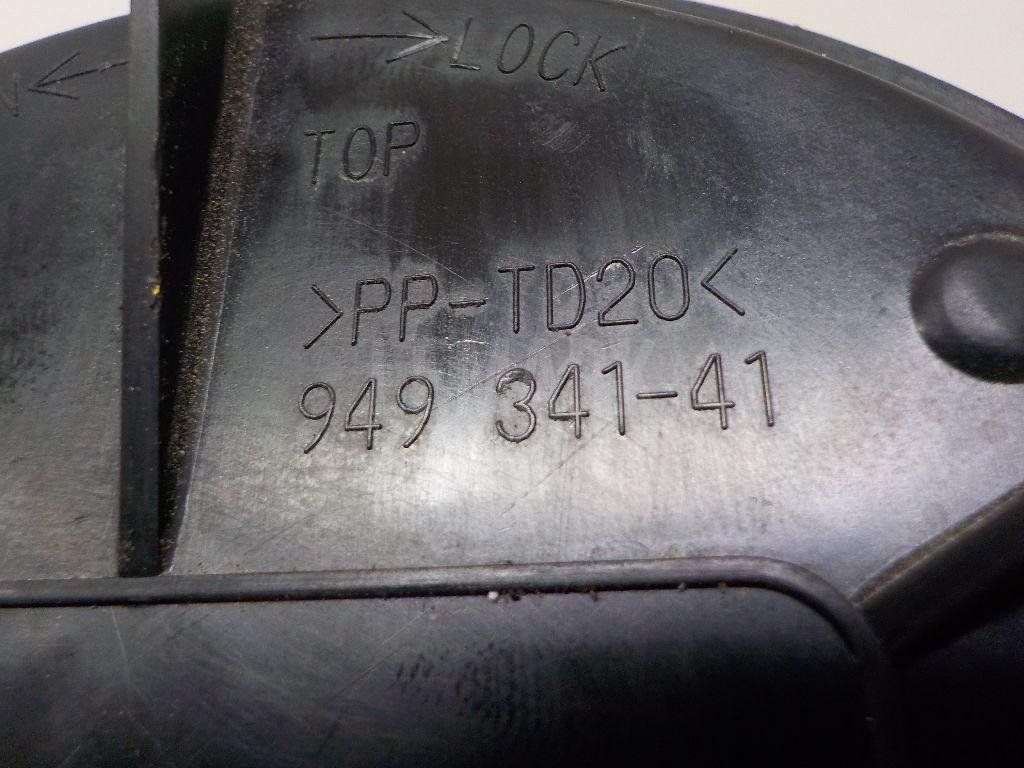 LOCK
TOP
>PP-TD20<
949 341-41